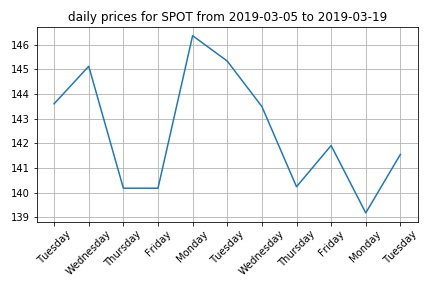 daily prices for SPOT from 2019-03-05 to 2019-03-19
146
145
144
143
142
141
140
139
Tuesday
Wednesday
Thursday
Friday
Monday
Tuesday
Wednesday
Thursday
Friday
Monday
Tuesday